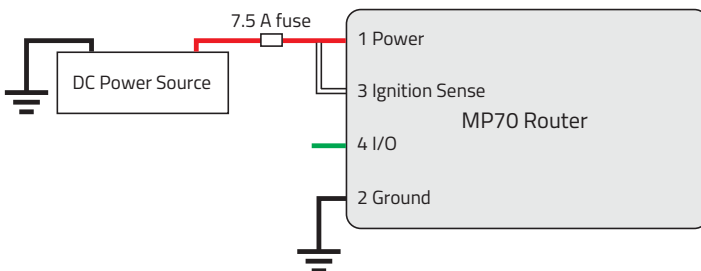 7.5 A fuse
1 Power
DC Power Source
3 Ignition Sense
MP70 Router
4 I/O
2 Ground